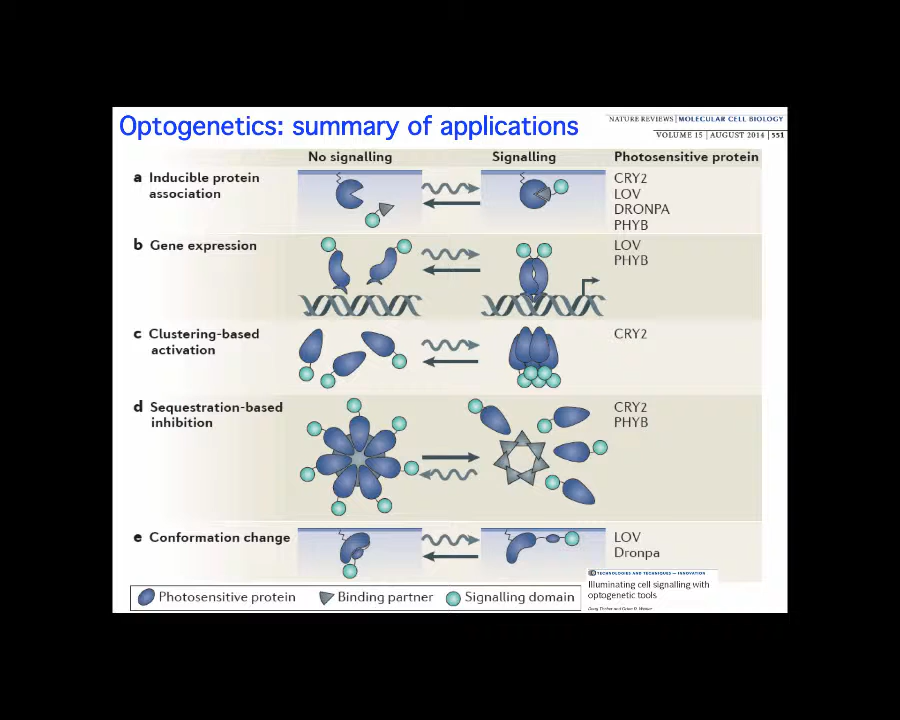 Optogenetics: summary of applications
NATURE REVIEWS | MOLECULAR CELL BIOLOGY
VOLUME 15 | AUGUST 2014 | 551
No signalling Signalling Photosensitive protein
a Inducible protein
association
CRY2
LOV
DRONPA
PHYB
b Gene expression
LOV
PHYB
c Clustering-based
activation
CRY2
d Sequestration-based
inhibition
CRY2
PHYB
e Conformation change
LOV
Dronpa
TECHNOLOGIES AND TECHNIQUES — INNOVATION
Illuminating cell signalling with
optogenetic tools
Photosensitive protein Binding partner Signalling domain